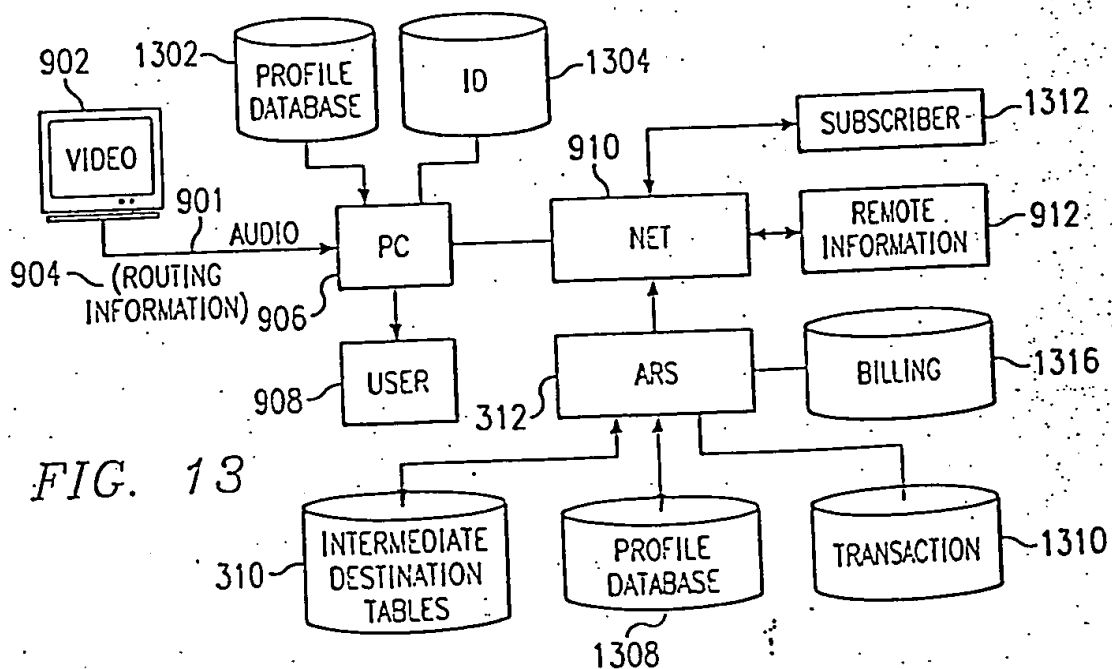 1302
PROFILE
DATABASE
ID
1304
902
VIDEO
SUBSCRIBER
1312
910
901
AUDIO
PC
NET
REMOTE
INFORMATION
912
904
(ROUTING
INFORMATION)
906
USER
908
ARS
312
BILLING
1316
FIG. 13
INTERMEDIATE
DESTINATION
TABLES
310
PROFILE
DATABASE
1308
TRANSACTION
1310